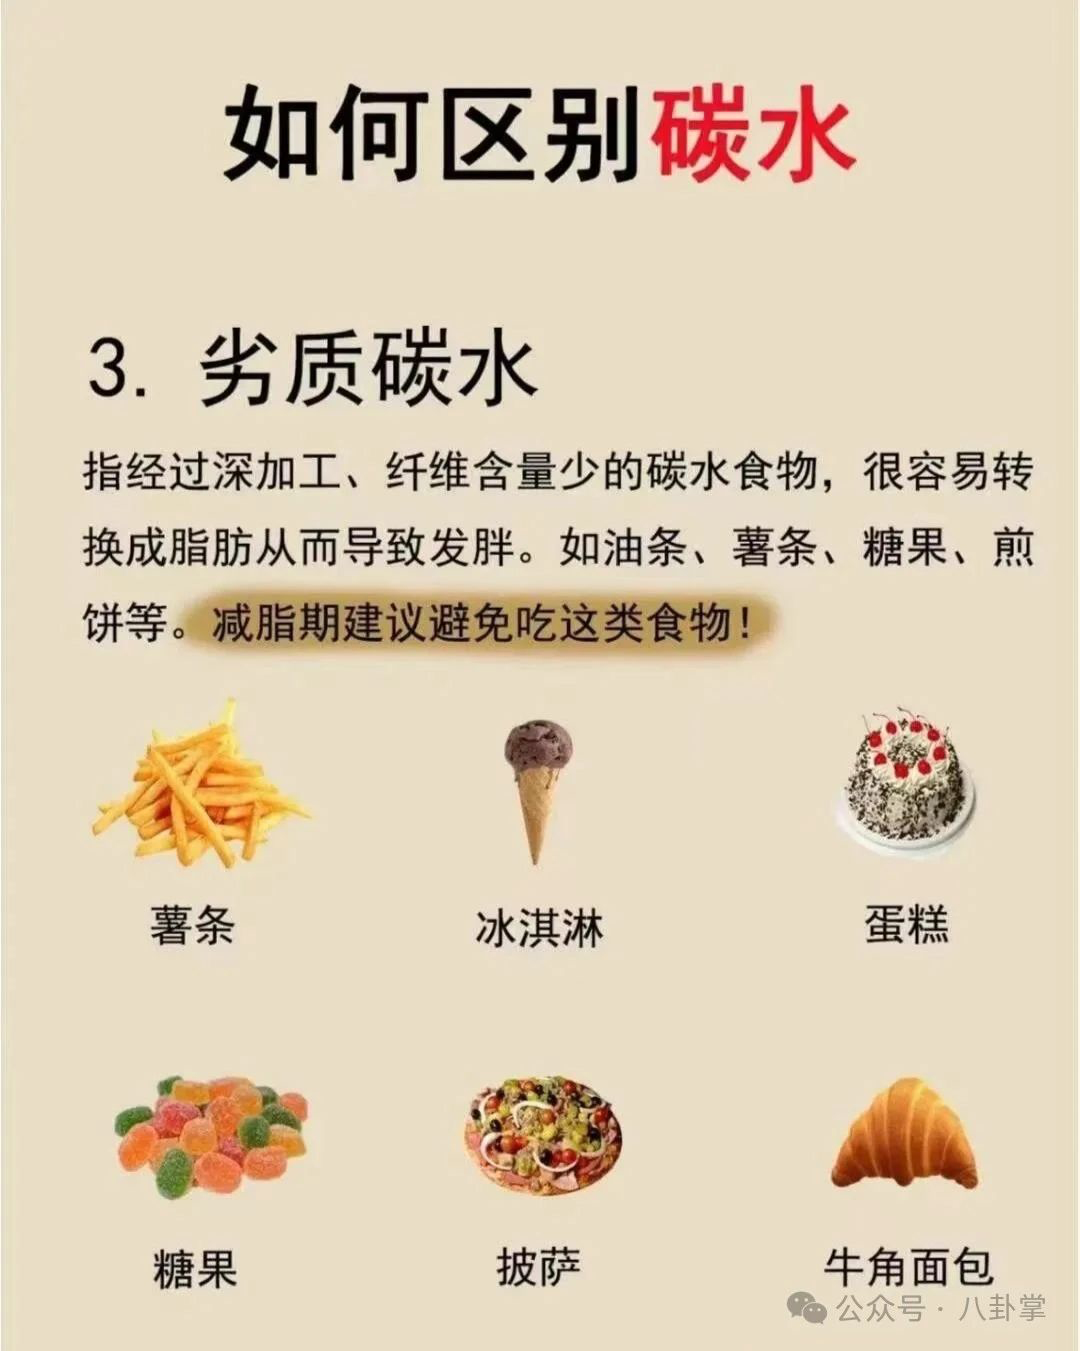 如何区别碳水
3. 劣质碳水
指经过深加工、纤维含量少的碳水食物，很容易转
换成脂肪从而导致发胖。如油条、薯条、糖果、煎
饼等。减脂期建议避免吃这类食物！
薯条 冰淇淋 蛋糕
糖果 披萨 牛角面包
公众号·八卦掌